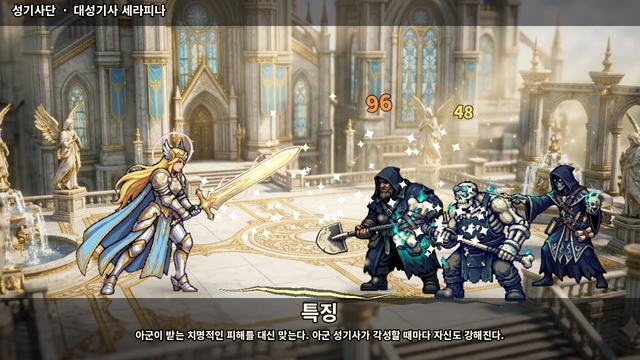 성기사단 · 대성기사 세라피나
96
48
특징
아군이 받는 치명적인 피해를 대신 맞는다. 아군 성기사가 각성할 때마다 자신도 강해진다.